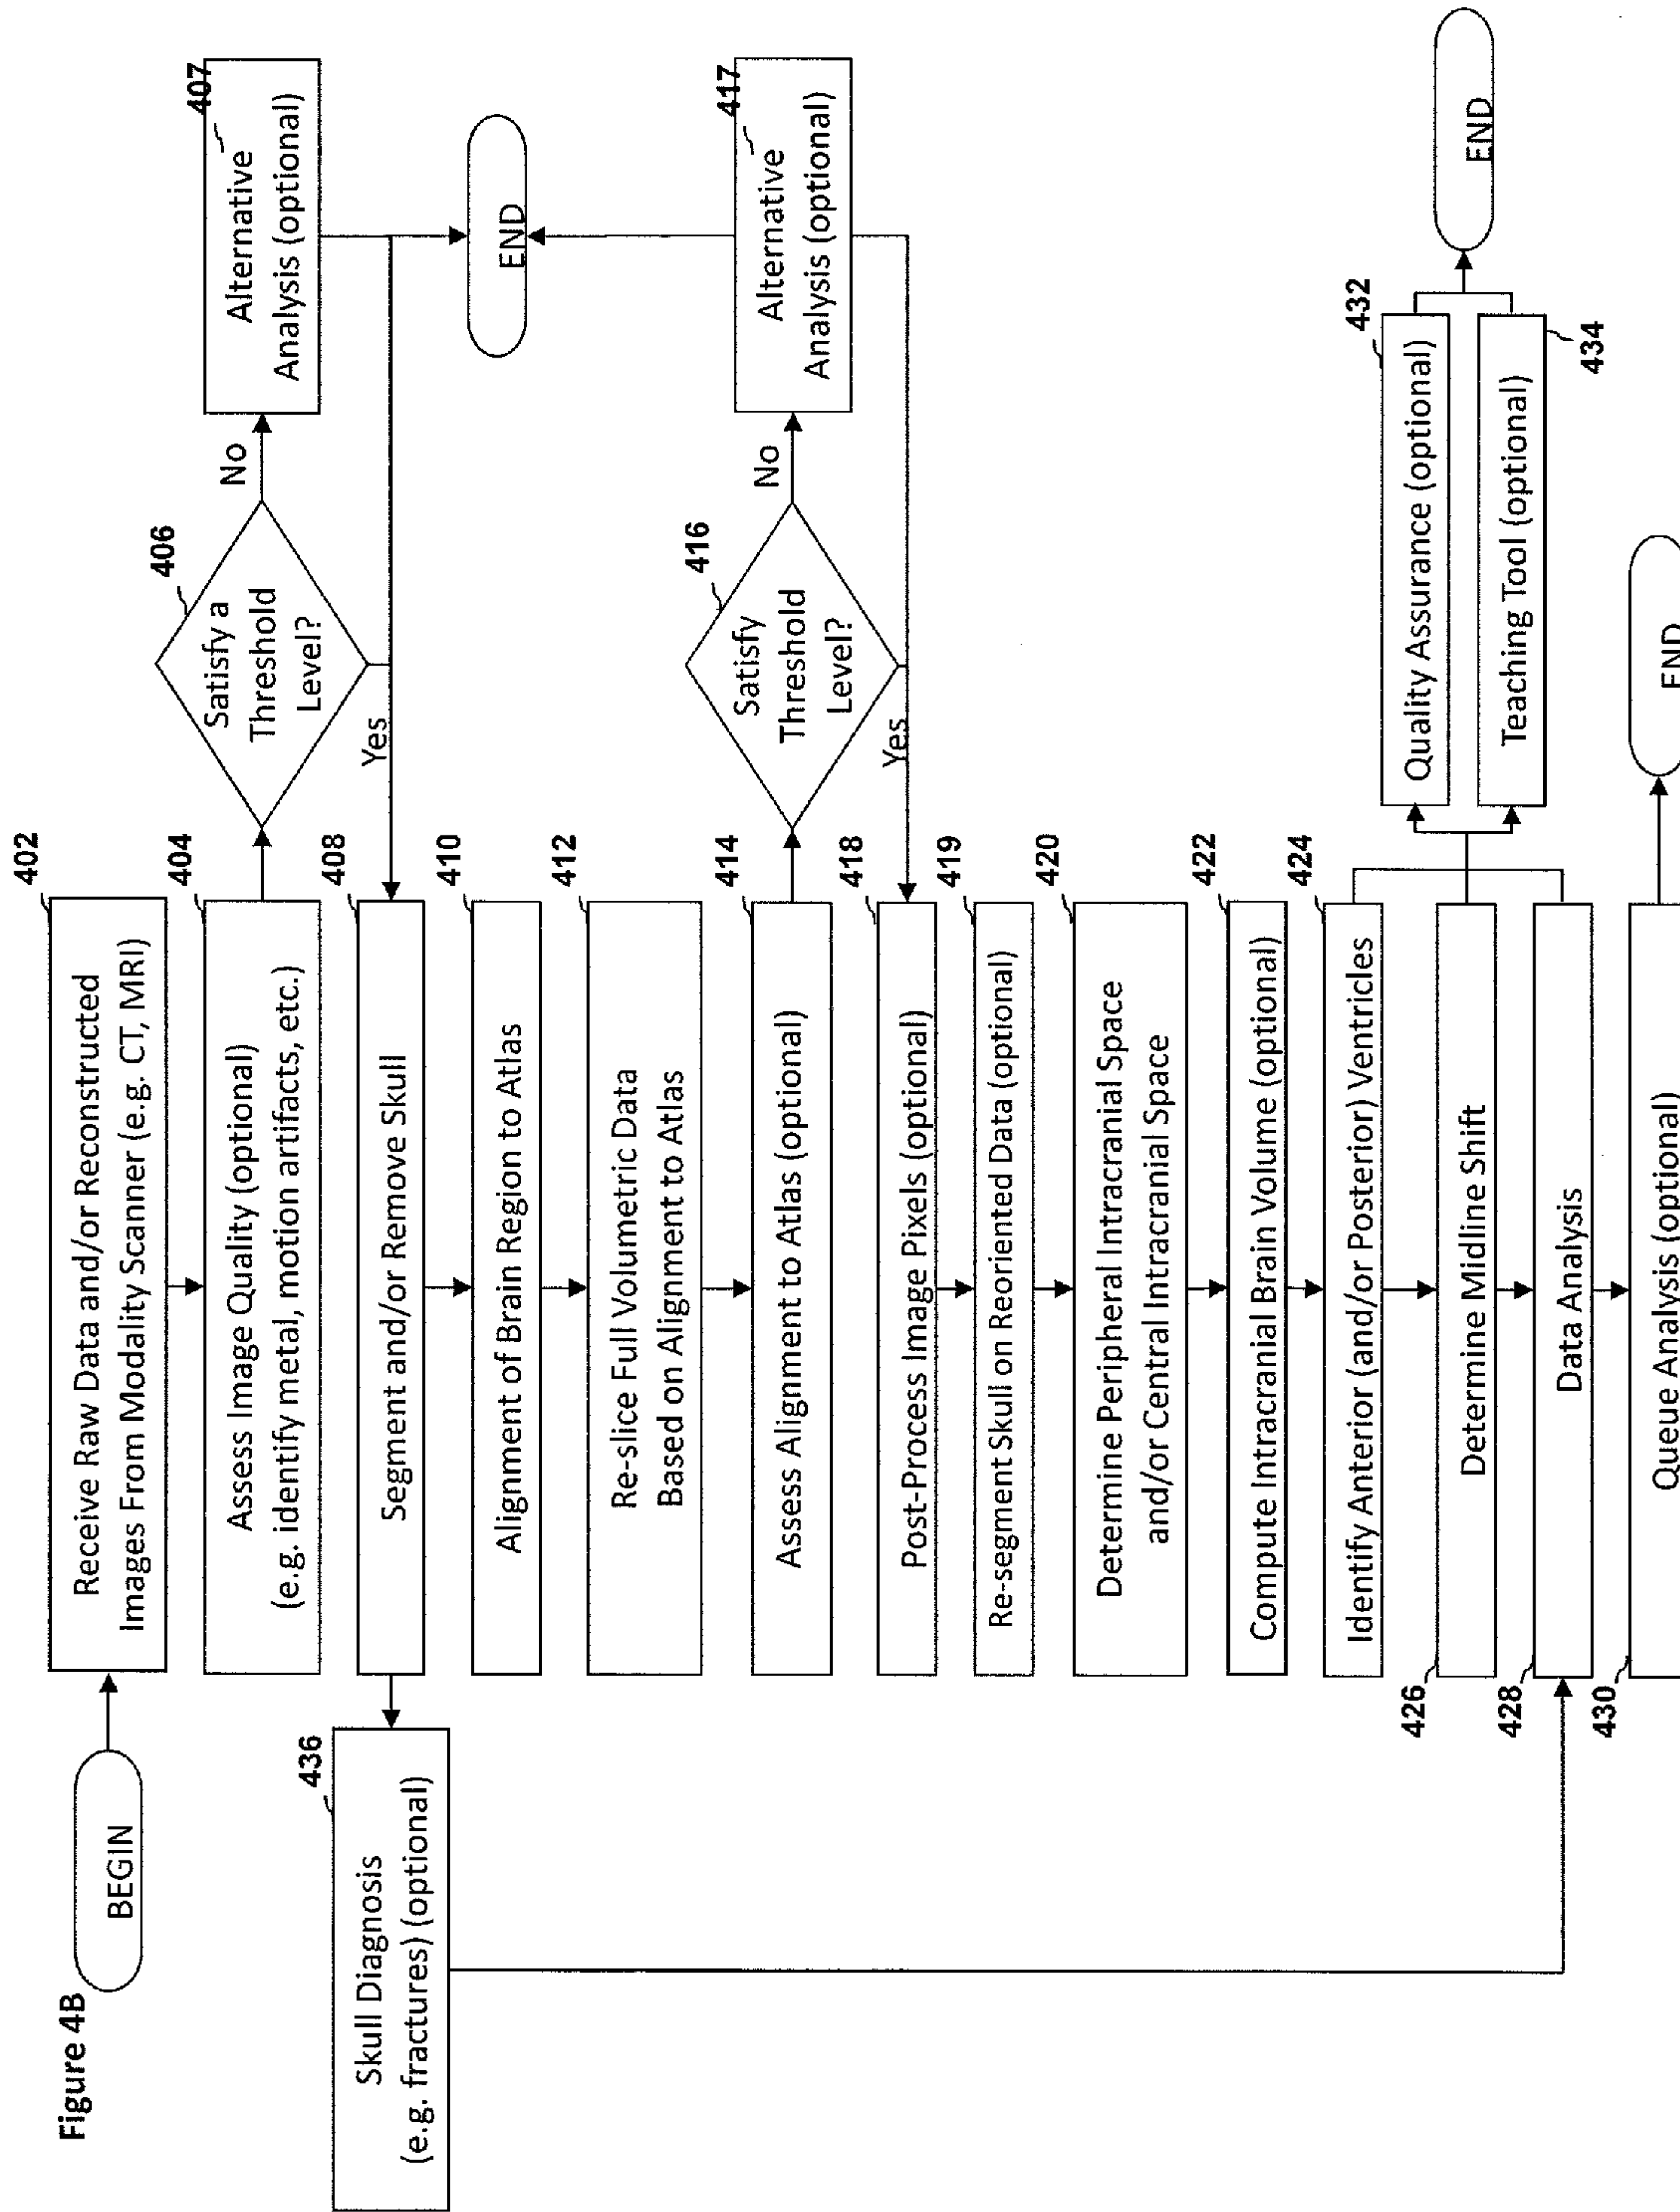 Figure 4B
BEGIN
402
Receive Raw Data and/or Reconstructed
Images From Modality Scanner (e.g. CT, MRI)
404
Assess Image Quality (optional)
(e.g. identify metal, motion artifacts, etc.)
406
Satisfy a
Threshold
Level?
No
Yes
407
Alternative
Analysis (optional)
END
408
Segment and/or Remove Skull
436
Skull Diagnosis
(e.g. fractures) (optional)
410
Alignment of Brain Region to Atlas
412
Re-slice Full Volumetric Data
Based on Alignment to Atlas
414
Assess Alignment to Atlas (optional)
416
Satisfy
Threshold
Level?
No
Yes
417
Alternative
Analysis (optional)
418
Post-Process Image Pixels (optional)
419
Re-segment Skull on Reoriented Data (optional)
420
Determine Peripheral Intracranial Space
and/or Central Intracranial Space
422
Compute Intracranial Brain Volume (optional)
424
Identify Anterior (and/or Posterior) Ventricles
426
Determine Midline Shift
428
Data Analysis
432
Quality Assurance (optional)
434
Teaching Tool (optional)
END
430
Queue Analysis (optional)
END